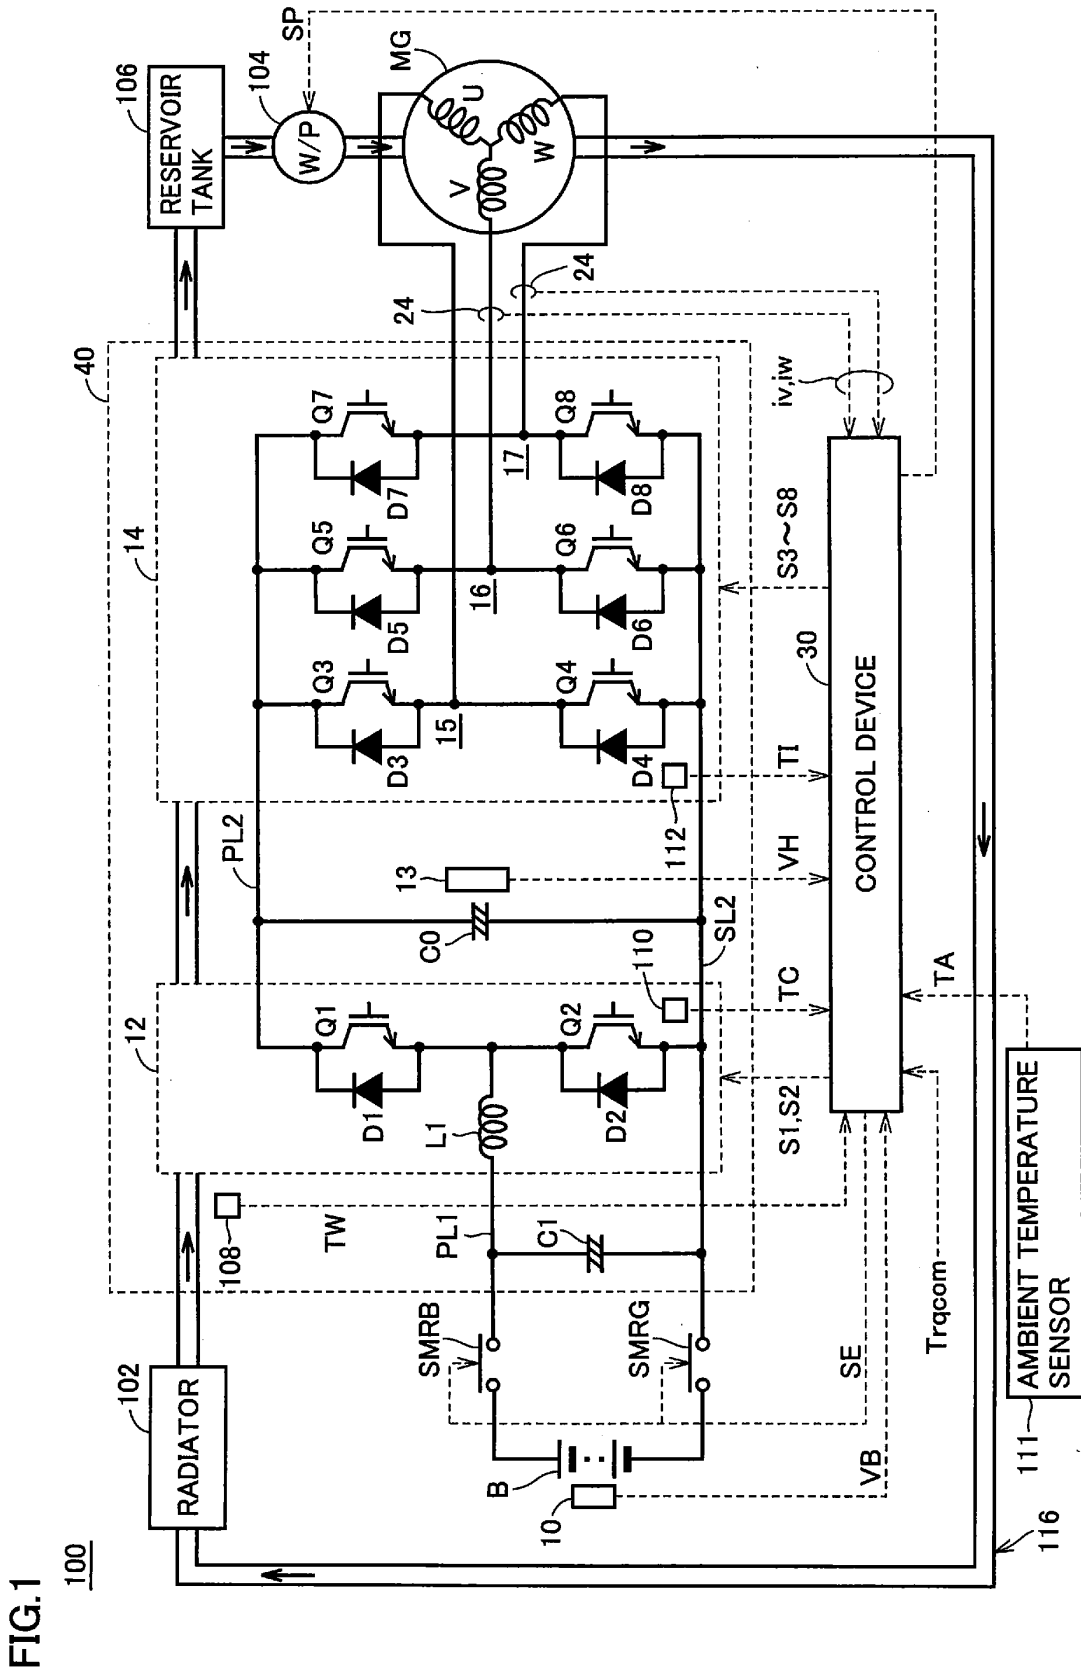 FIG.1
100
102
RADIATOR
106
RESERVOIR
TANK
104
W/P
SP
MG
U
V
W
24
24
40
14
12
108
TW
PL2
Q1
D1
Q2
D2
L1
PL1
C1
110
TC
C0
13
VH
SL2
112
TI
Q3
D3
Q4
D4
15
Q5
D5
Q6
D6
16
Q7
D7
Q8
D8
17
iv,iw
S3~S8
S1,S2
30
CONTROL DEVICE
SMRB
SMRG
B
10
SE
VB
Trqcom
TA
AMBIENT TEMPERATURE
SENSOR
111
116